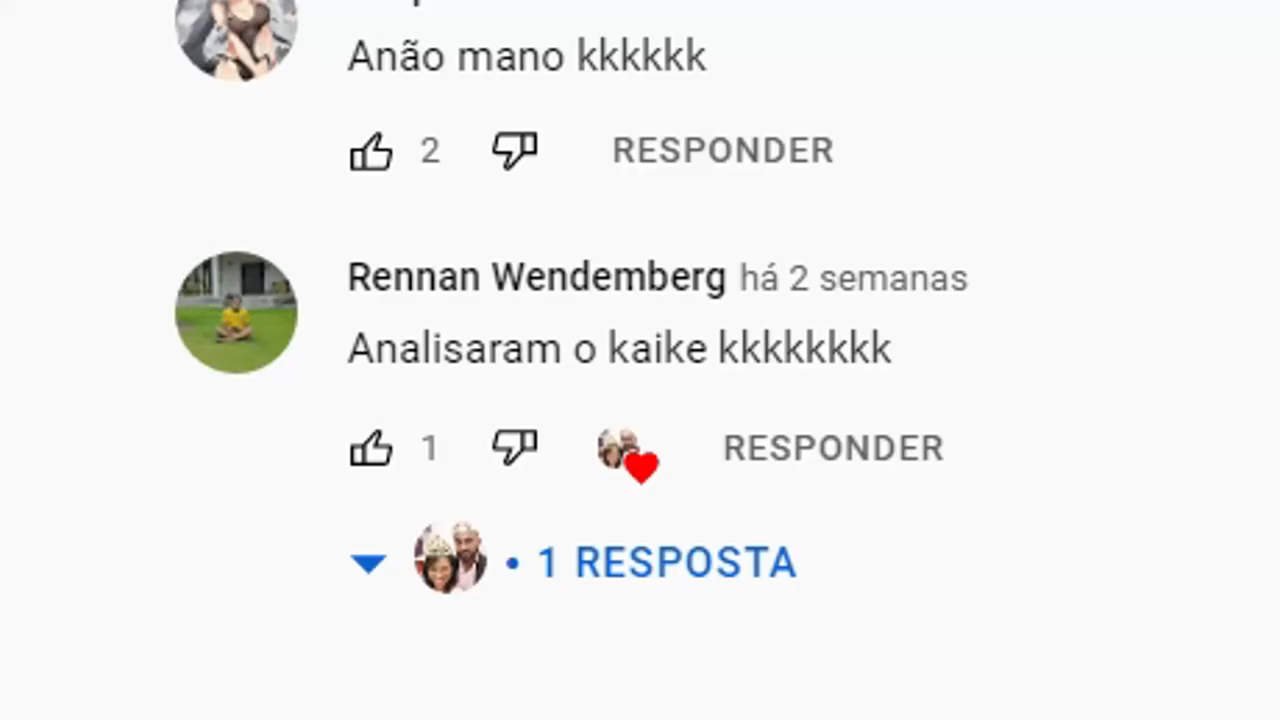 Anão mano kkkkkk
2 RESPONDER
Rennan Wendemberg há 2 semanas
Analisaram o kaike kkkkkkkk
1 RESPONDER
• 1 RESPOSTA